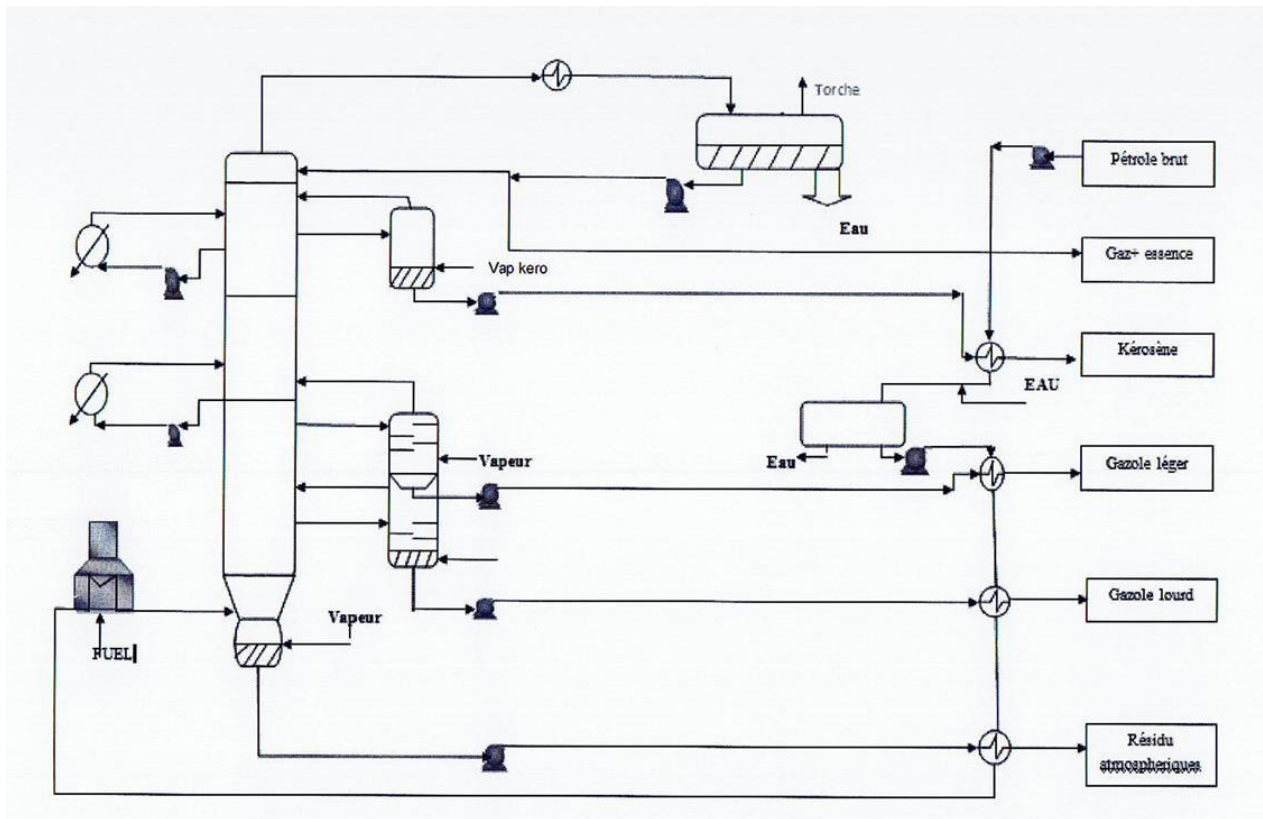 Torche
Pétrole brut
Eau
Gaz+ essence
Vap kero
Kérosène
EAU
Vapeur
Eau
Gazole léger
Gazole lourd
Vapeur
FUEL
Résidu
atmospheriques